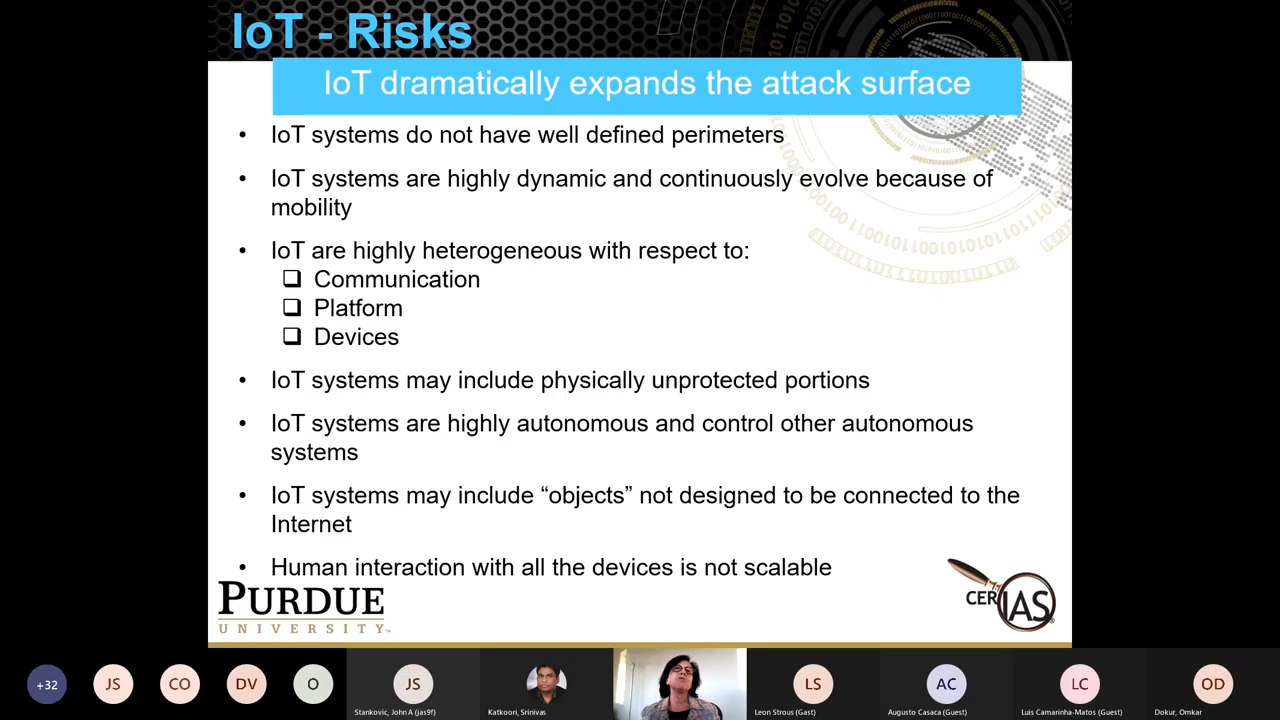 IoT - Risks
IoT dramatically expands the attack surface
• IoT systems do not have well defined perimeters
• IoT systems are highly dynamic and continuously evolve because of
mobility
• IoT are highly heterogeneous with respect to:
❑ Communication
❑ Platform
❑ Devices
• IoT systems may include physically unprotected portions
• IoT systems are highly autonomous and control other autonomous
systems
• IoT systems may include “objects” not designed to be connected to the
Internet
• Human interaction with all the devices is not scalable
PURDUE
UNIVERSITY
CERIAS
+32
JS
CO
DV
O
JS
LS
AC
LC
OD
Stankovic, John A (jas9f)
Katkoori, Srinivas
Leon Strous (Gast)
Augusto Casaca (Guest)
Luis Camarinha-Matos (Guest)
Dokur, Omkar